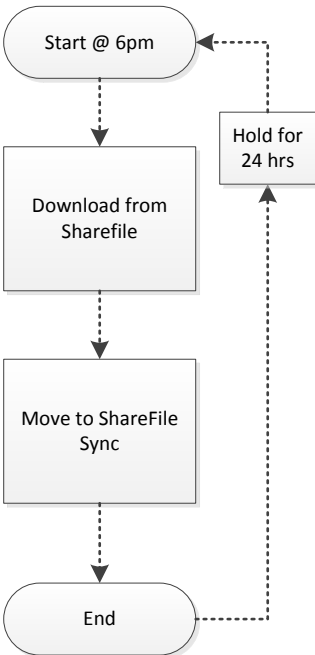 Start @ 6pm
Hold for
24 hrs
Download from
Sharefile
Move to ShareFile
Sync
End